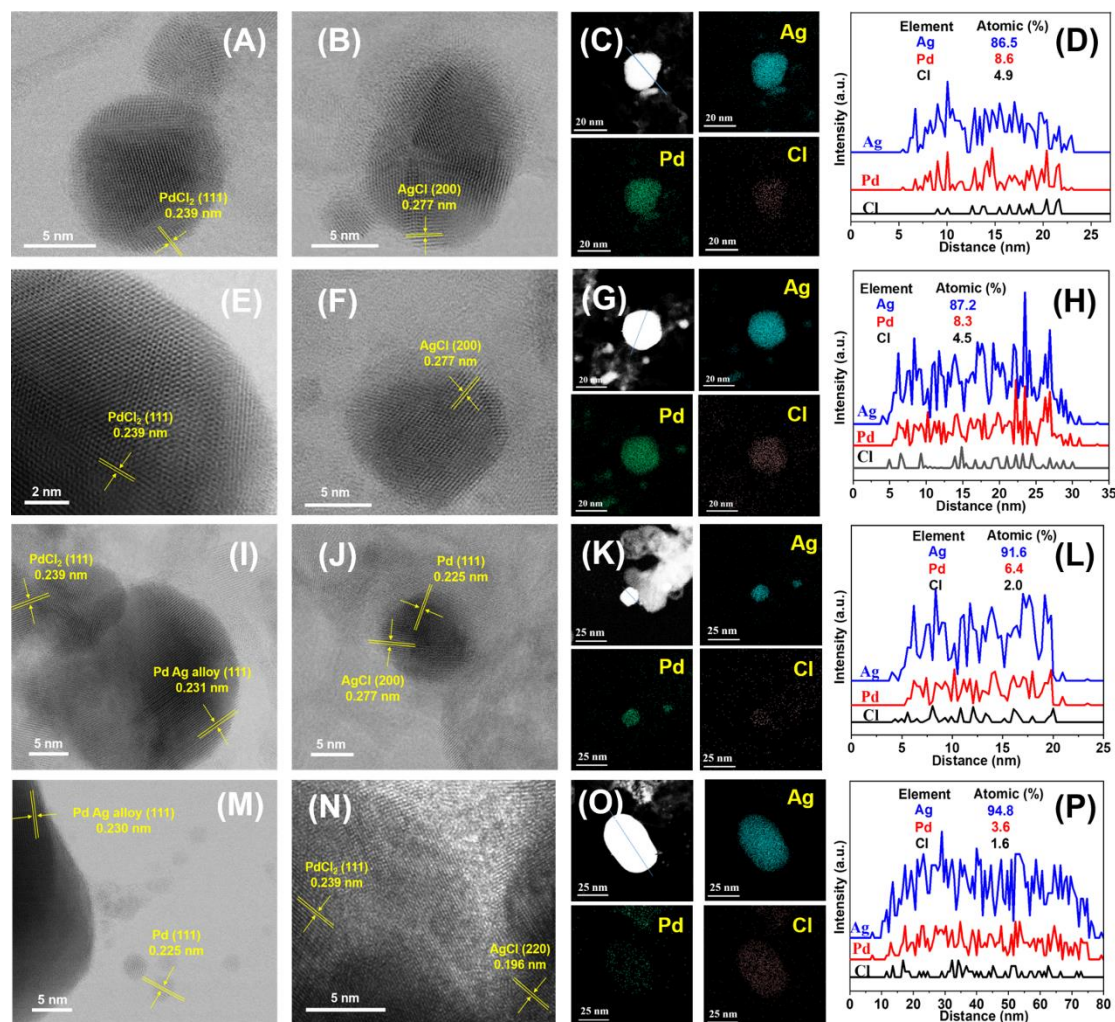 (A)
PdCl₂ (111)
0.239 nm
5 nm
(B)
AgCl (200)
0.277 nm
5 nm
(C)
20 nm
Ag
20 nm
Pd
20 nm
Cl
20 nm
(D)
Element Atomic (%)
Ag 86.5
Pd 8.6
Cl 4.9
Intensity (a.u.)
Ag
Pd
Cl
0 5 10 15 20 25
Distance (nm)
(E)
PdCl₂ (111)
0.239 nm
2 nm
(F)
AgCl (200)
0.277 nm
5 nm
(G)
20 nm
Ag
20 nm
Pd
20 nm
Cl
20 nm
(H)
Element Atomic (%)
Ag 87.2
Pd 8.3
Cl 4.5
Intensity (a.u.)
Ag
Pd
Cl
0 5 10 15 20 25 30 35
Distance (nm)
(I)
PdCl₂ (111)
0.239 nm
Pd Ag alloy (111)
0.231 nm
5 nm
(J)
Pd (111)
0.225 nm
AgCl (200)
0.277 nm
5 nm
(K)
25 nm
Ag
25 nm
Pd
25 nm
Cl
25 nm
(L)
Element Atomic (%)
Ag 91.6
Pd 6.4
Cl 2.0
Intensity (a.u.)
Ag
Pd
Cl
0 5 10 15 20 25
Distance (nm)
(M)
Pd Ag alloy (111)
0.230 nm
Pd (111)
0.225 nm
5 nm
(N)
PdCl₂ (111)
0.239 nm
AgCl (220)
0.196 nm
5 nm
(O)
25 nm
Ag
25 nm
Pd
25 nm
Cl
25 nm
(P)
Element Atomic (%)
Ag 94.8
Pd 3.6
Cl 1.6
Intensity (a.u.)
Ag
Pd
Cl
0 10 20 30 40 50 60 70 80
Distance (nm)